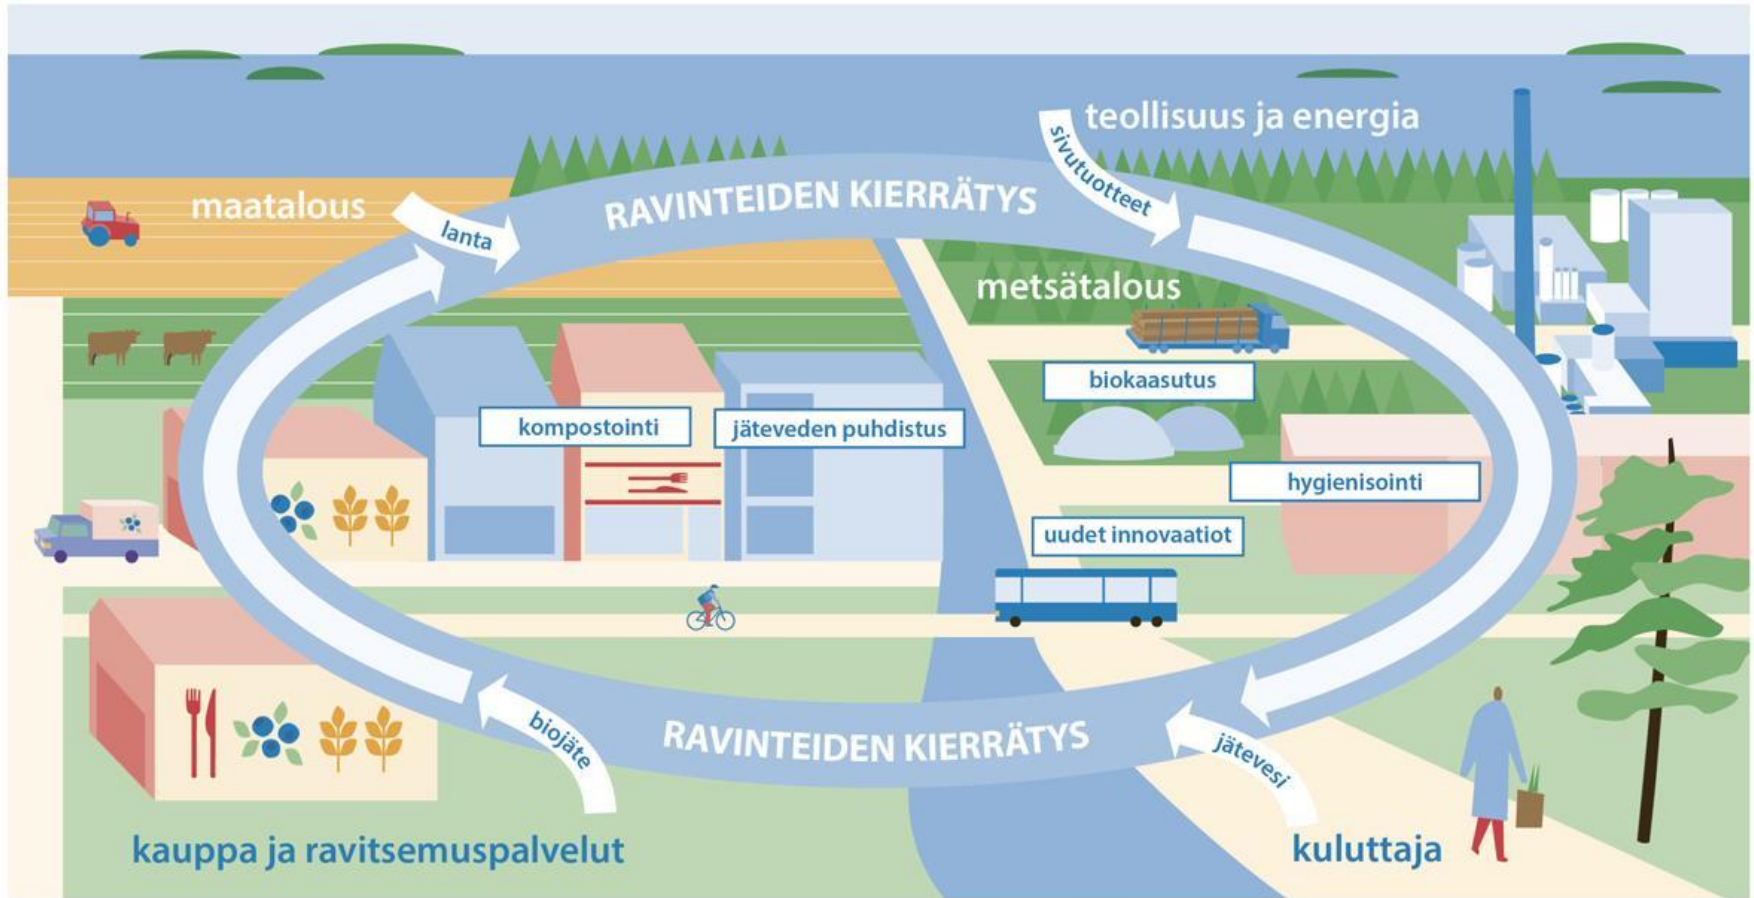 teollisuus ja energia
sivutuotteet
maatalous
lanta
RAVINTEIDEN KIERRÄTYS
metsätalous
biokaasutus
kompostointi
jäteveden puhdistus
hygienisointi
uudet innovaatiot
RAVINTEIDEN KIERRÄTYS
biojäte
jätevesi
kauppa ja ravitsemuspalvelut
kuluttaja